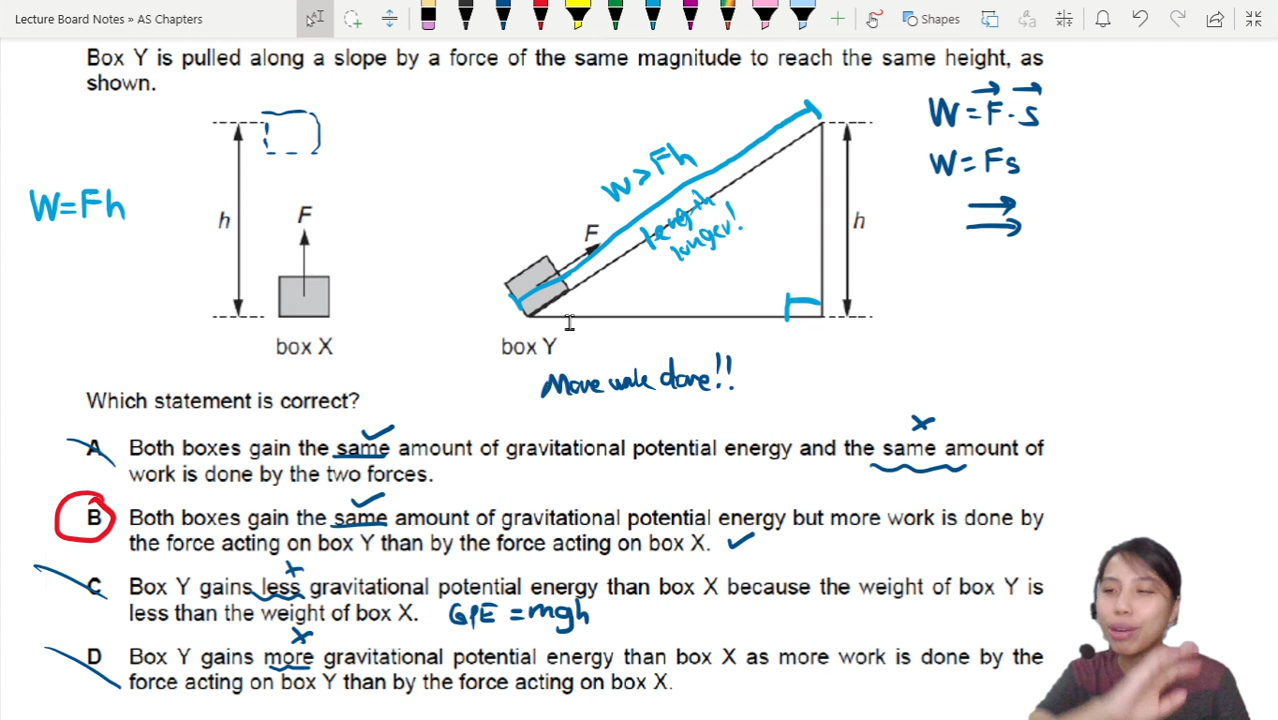 Lecture Board Notes » AS Chapters
Shapes
Box Y is pulled along a slope by a force of the same magnitude to reach the same height, as
shown.
W = F · s
W = Fs
W=Fh
h
F
box X
W > Fh
length
longer!
F
h
box Y
More work done!!
Which statement is correct?
A Both boxes gain the same amount of gravitational potential energy and the same amount of
work is done by the two forces.
B Both boxes gain the same amount of gravitational potential energy but more work is done by
the force acting on box Y than by the force acting on box X.
C Box Y gains less gravitational potential energy than box X because the weight of box Y is
less than the weight of box X. GPE = mgh
D Box Y gains more gravitational potential energy than box X as more work is done by the
force acting on box Y than by the force acting on box X.